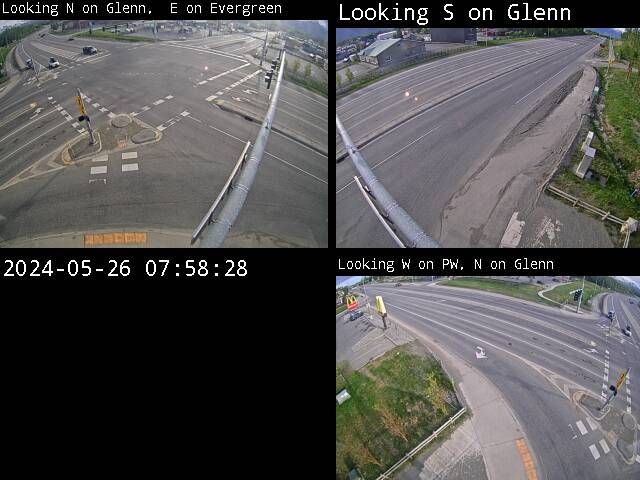 Looking N on Glenn, E on Evergreen
Looking S on Glenn
2024-05-26 07:58:28
Looking W on PW, N on Glenn